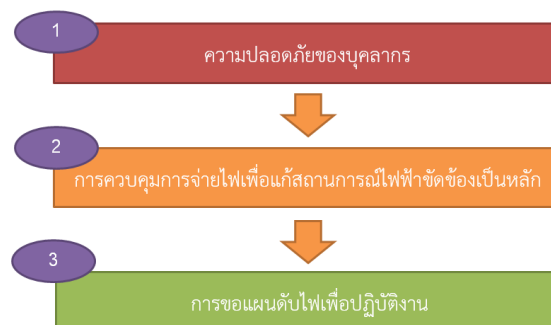 1
ความปลอดภัยของบุคลากร
2
การควบคุมการจ่ายไฟเพื่อแก้สถานการณ์ไฟฟ้าขัดข้องเป็นหลัก
3
การขอแผนดับไฟเพื่อปฏิบัติงาน